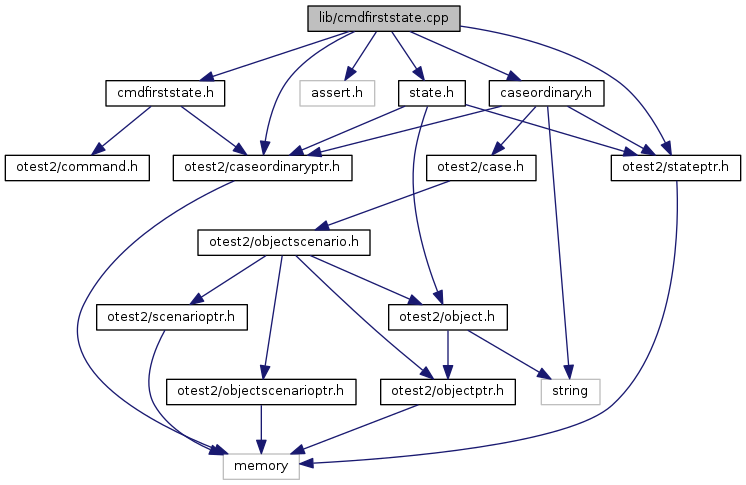 lib/cmdfirststate.cpp
cmdfirststate.h
assert.h
state.h
caseordinary.h
otest2/command.h
otest2/caseordinaryptr.h
otest2/case.h
otest2/stateptr.h
otest2/objectscenario.h
otest2/scenarioptr.h
otest2/object.h
otest2/objectscenarioptr.h
otest2/objectptr.h
string
memory